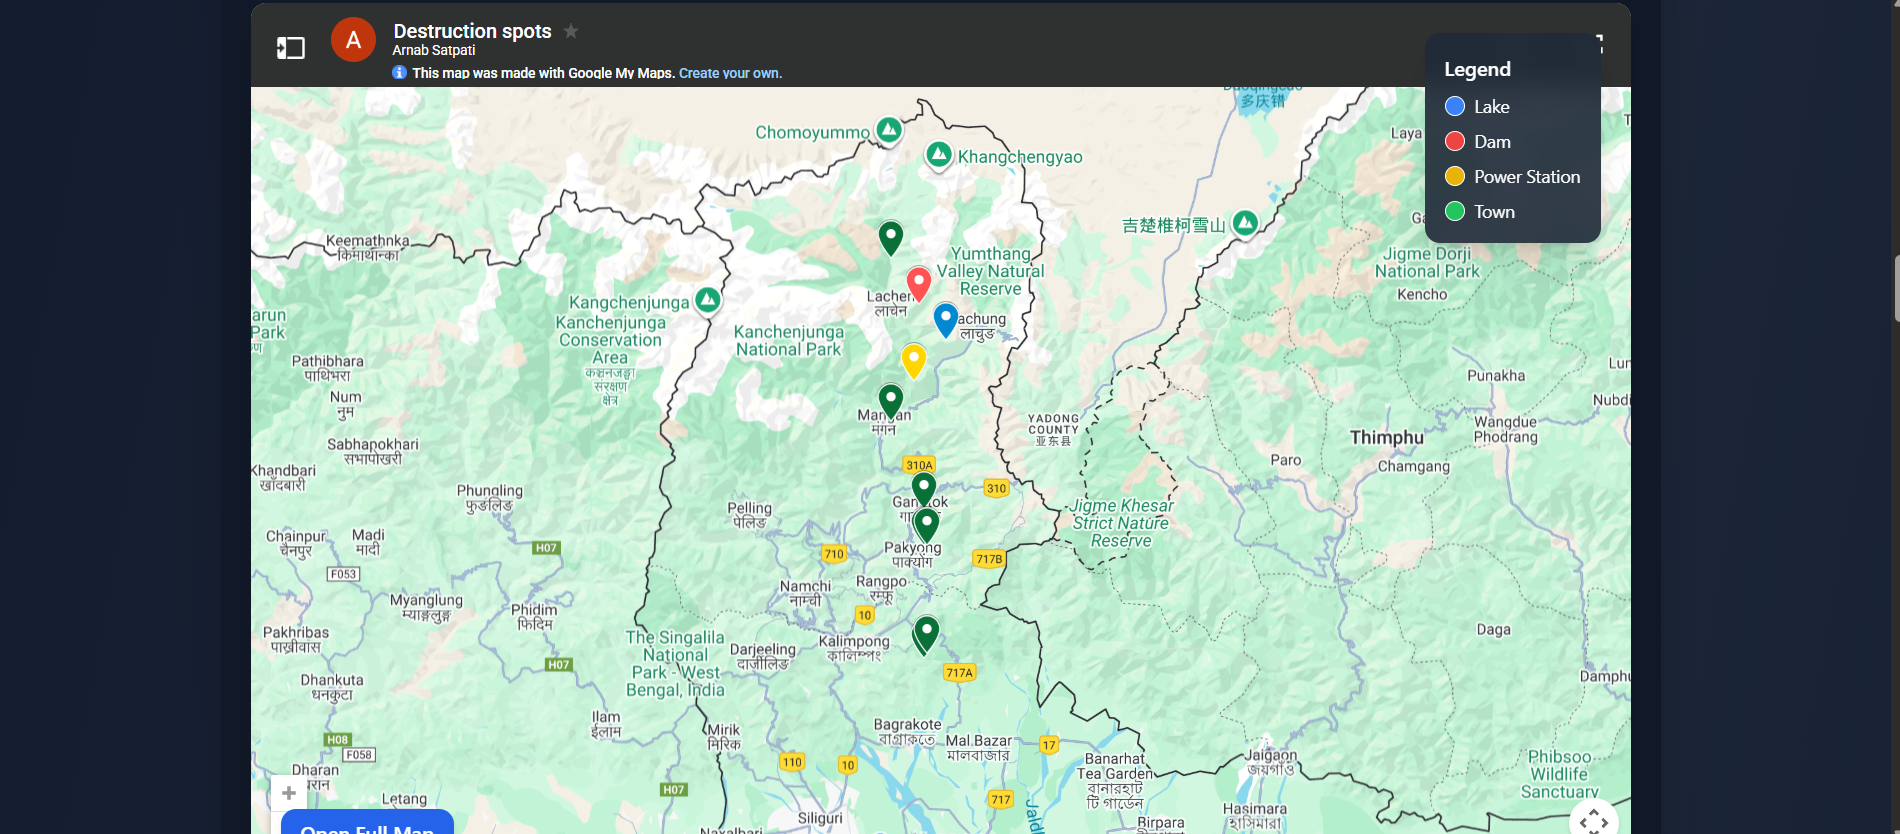 A
Destruction spots
Arnab Satpati
This map was made with Google My Maps. Create your own.
Legend
Lake
Dam
Power Station
Town
多庆错
Chomoyummo
Khangchengyao
Laya
吉楚椎柯雪山
Keemathnka
किमाथान्का
Yumthang
Valley Natural
Reserve
Jigme Dorji
National Park
Kencho
Kangchenjunga
Kanchenjunga
Conservation
Area
कञ्चनजङ्घा
संरक्षण
क्षेत्र
Lachen
लाचेन
achung
लाचुङ
arun
Park
Kanchenjunga
National Park
Pathibhara
पाथिभरा
Num
नुम
Punakha
Mangan
मंगन
YADONG
COUNTY
亚东县
Thimphu
Wangdue
Phodrang
Sabhapokhari
सभापोखरी
Paro
Chamgang
Khandbari
खाँदबारी
310A
310
Phungling
फुङलिङ
Pelling
पेलिङ
Gangtok
Jigme Khesar
Strict Nature
Reserve
Chainpur
चैनपुर
Madi
मादी
H07
710
Pakyong
पाक्योंग
717B
F053
Namchi
नाम्ची
Rangpo
रम्फू
Myanglung
म्याङलुङ
Phidim
फिदिम
10
Pakhribas
पाख्रीवास
The Singalila
National
Park - West
Bengal, India
Darjeeling
दार्जीलिङ
Kalimpong
कालिम्पोंग
Daga
H07
717A
Dhankuta
धनकुटा
Ilam
ईलाम
Mirik
मिरिक
Bagrakote
বাগ্রাকতে
Mal Bazar
মালবাজার
17
H08
F058
110
10
Banarhat
Tea Garden
বানারহাট
টি গার্ডেন
Jaigaon
জয়গাঁও
Phibsoo
Wildlife
Sanctuary
Dharan
धरान
Letang
H07
717
Siliguri
Hasimara
হাসিমারা
Birpara
Naxalbari
Open Full Map